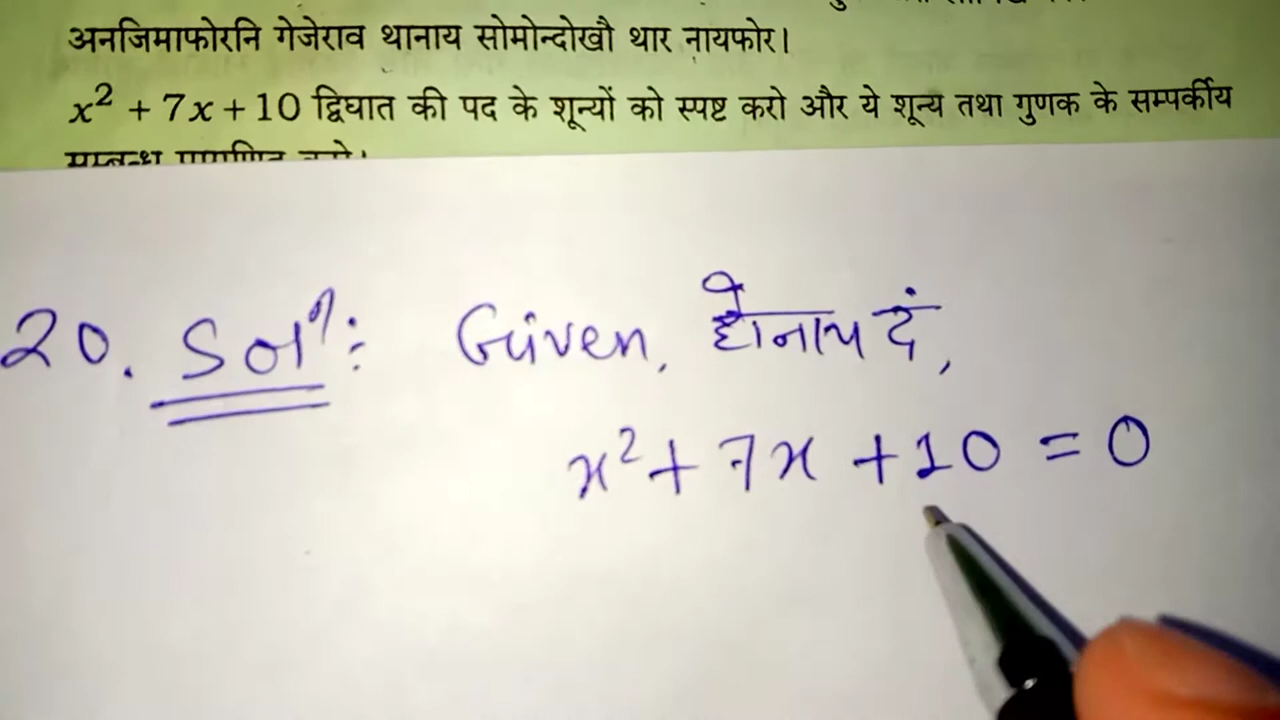 अनजिमाफोरनि गेजेराव थानाय सोमोन्दोखौ थार नायफोर।
x² + 7x + 10 द्विघात की पद के शून्यों को स्पष्ट करो और ये शून्य तथा गुणक के सम्पर्कीय
20. Solⁿ: Given, होनाय दं,
x² + 7x + 10 = 0